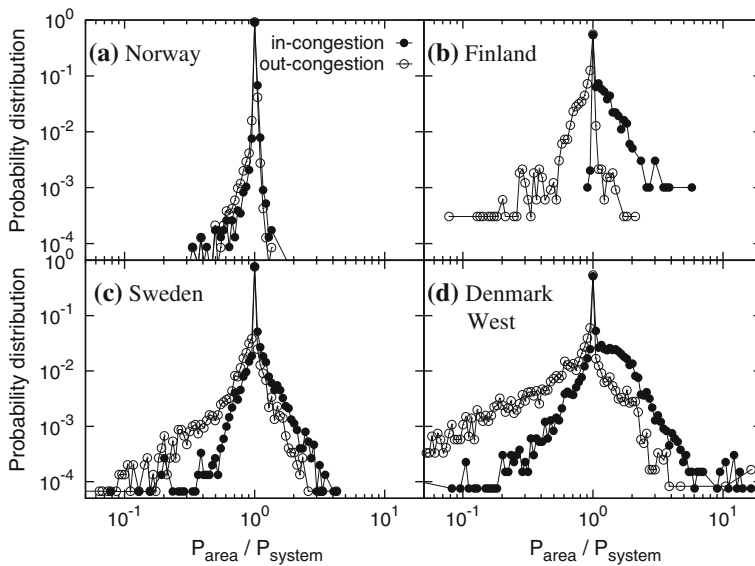 (a) Norway
in-congestion
out-congestion
(b) Finland
Probability distribution
10^0
10^-1
10^-2
10^-3
10^-4
(c) Sweden
(d) Denmark
West
Probability distribution
10^0
10^-1
10^-2
10^-3
10^-4
10^-1 10^0 10^1
10^-1 10^0 10^1
P_area / P_system
P_area / P_system